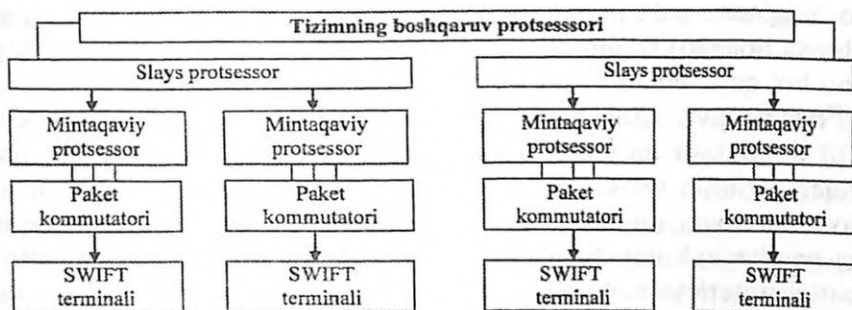 Tizimning boshqaruv protsesssori
Slays protsessor
Slays protsessor
Mintaqaviy
protsessor
Mintaqaviy
protsessor
Mintaqaviy
protsessor
Mintaqaviy
protsessor
Paket
kommutatori
Paket
kommutatori
Paket
kommutatori
Paket
kommutatori
SWIFT
terminali
SWIFT
terminali
SWIFT
terminali
SWIFT
terminali